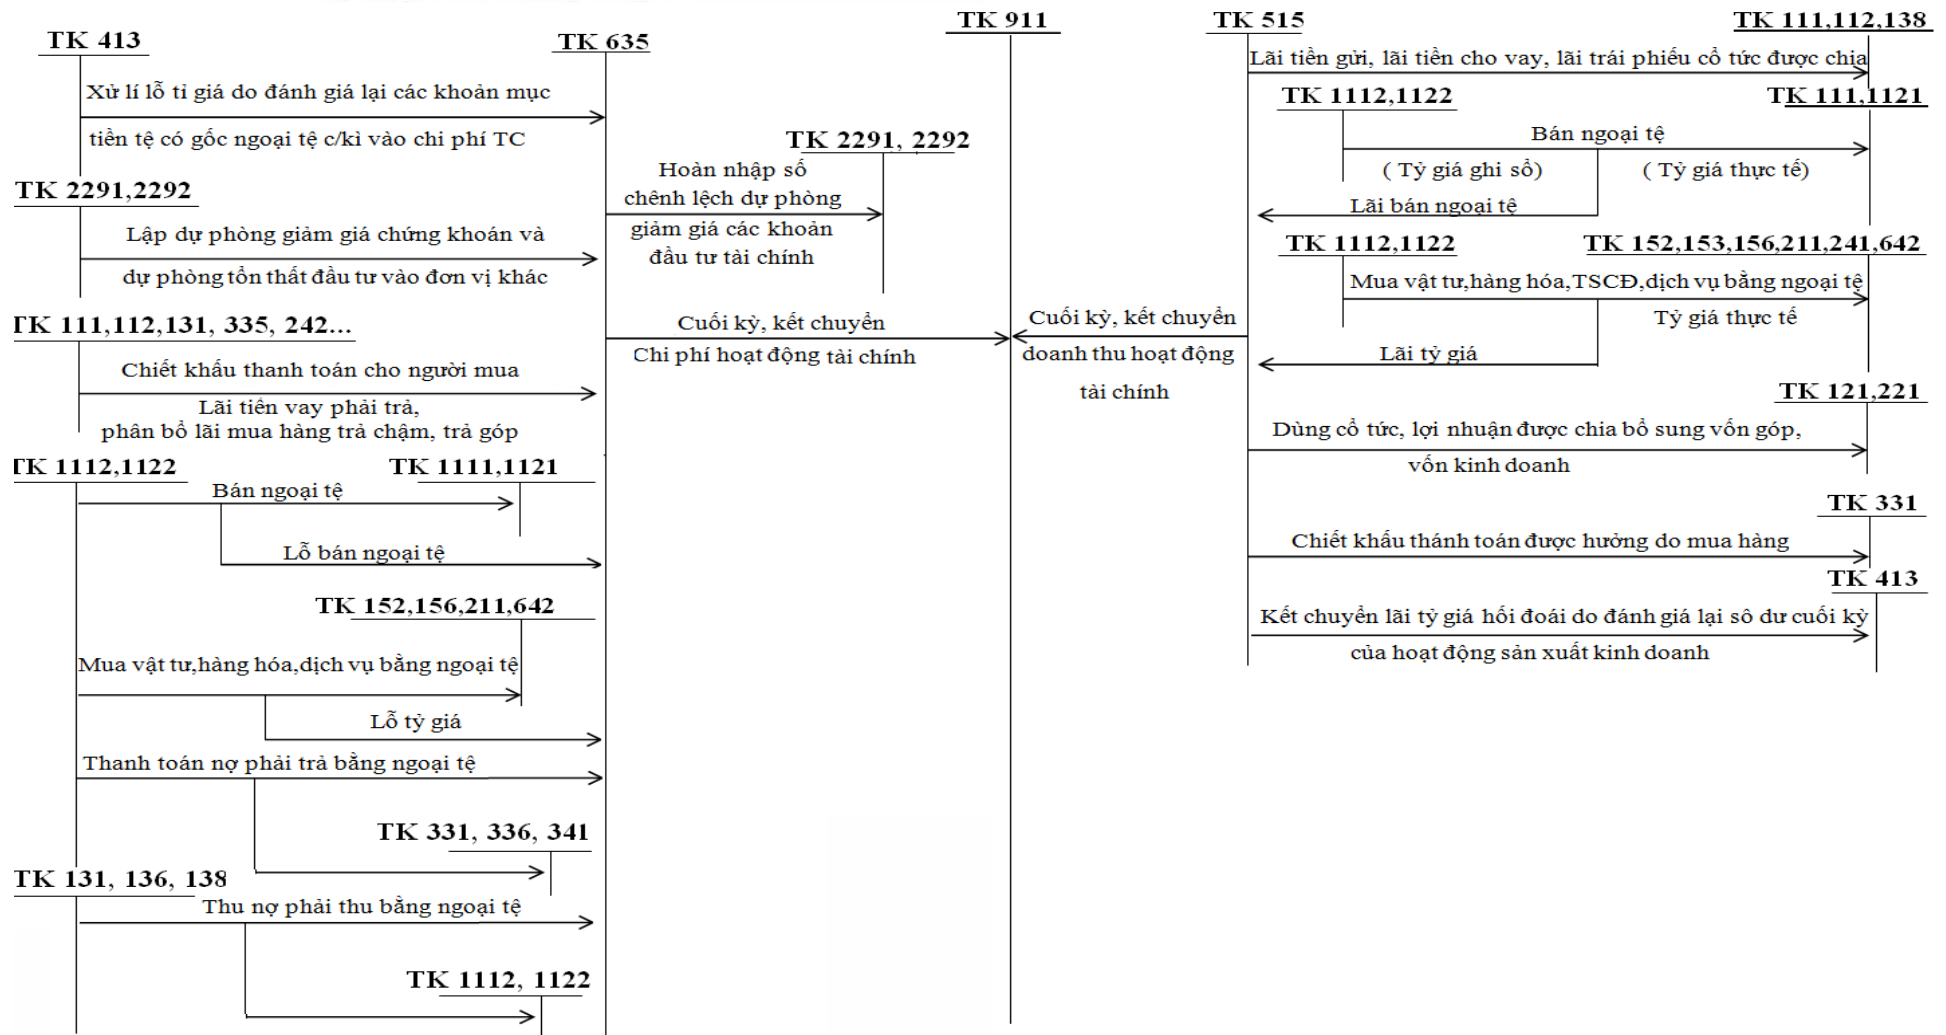 TK 413
Xử lí lỗ tỉ giá do đánh giá lại các khoản mục
tiền tệ có gốc ngoại tệ c/kì vào chi phí TC
TK 2291,2292
Lập dự phòng giảm giá chứng khoán và
dự phòng tổn thất đầu tư vào đơn vị khác
TK 111,112,131, 335, 242...
Chiết khấu thanh toán cho người mua
Lãi tiền vay phải trả,
phân bổ lãi mua hàng trả chậm, trả góp
TK 1112,1122
TK 1111,1121
Bán ngoại tệ
Lỗ bán ngoại tệ
TK 152,156,211,642
Mua vật tư,hàng hóa,dịch vụ bằng ngoại tệ
Lỗ tỷ giá
Thanh toán nợ phải trả bằng ngoại tệ
TK 331, 336, 341
TK 131, 136, 138
Thu nợ phải thu bằng ngoại tệ
TK 1112, 1122
TK 635
TK 2291, 2292
Hoàn nhập số
chênh lệch dự phòng
giảm giá các khoản
đầu tư tài chính
Cuối kỳ, kết chuyển
Chi phí hoạt động tài chính
TK 911
Cuối kỳ, kết chuyển
doanh thu hoạt động
tài chính
TK 515
TK 111,112,138
Lãi tiền gửi, lãi tiền cho vay, lãi trái phiếu cổ tức được chia
TK 1112,1122
TK 111,1121
Bán ngoại tệ
( Tỷ giá ghi sổ)
( Tỷ giá thực tế)
Lãi bán ngoại tệ
TK 1112,1122
TK 152,153,156,211,241,642
Mua vật tư,hàng hóa,TSCĐ,dịch vụ bằng ngoại tệ
Tỷ giá thực tế
Lãi tỷ giá
TK 121,221
Dùng cổ tức, lợi nhuận được chia bổ sung vốn góp,
vốn kinh doanh
TK 331
Chiết khấu thánh toán được hưởng do mua hàng
TK 413
Kết chuyển lãi tỷ giá hối đoái do đánh giá lại sô dư cuối kỳ
của hoạt động sản xuất kinh doanh